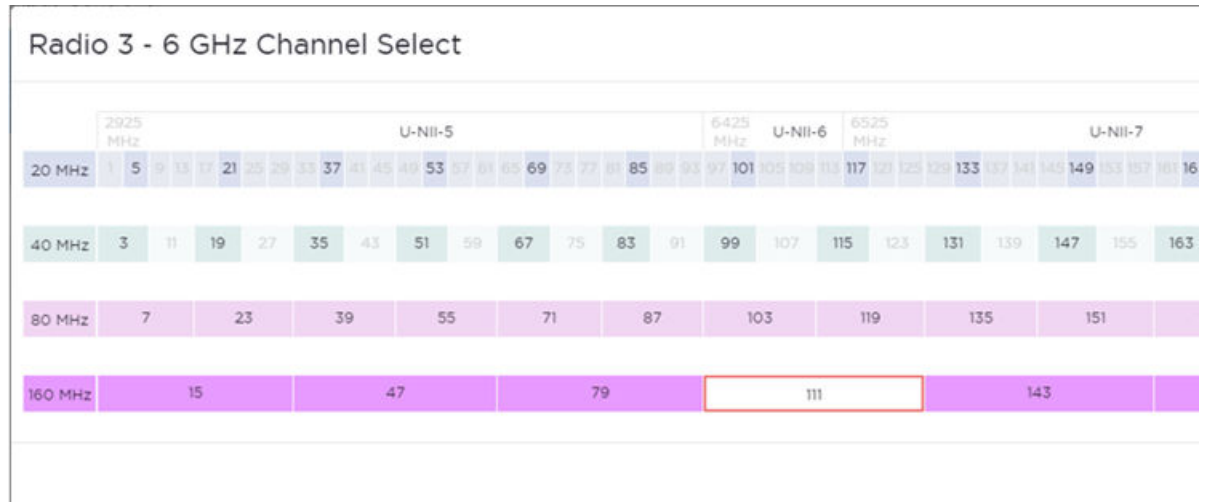 Radio 3 - 6 GHz Channel Select
2925 MHz U-NII-5 6425 MHz U-NII-6 6525 MHz U-NII-7
20 MHz 1 5 9 13 17 21 25 29 33 37 41 45 49 53 57 61 65 69 73 77 81 85 89 93 97 101 105 109 113 117 121 125 129 133 137 141 145 149 153 157 161 16
40 MHz 3 11 19 27 35 43 51 59 67 75 83 91 99 107 115 123 131 139 147 155 163
80 MHz 7 23 39 55 71 87 103 119 135 151
160 MHz 15 47 79 111 143